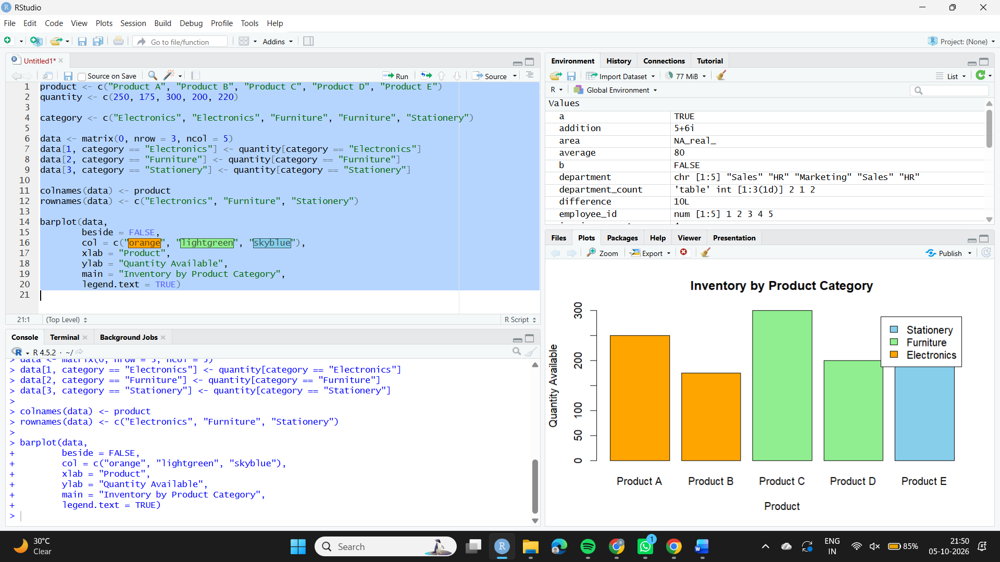 RStudio
File Edit Code View Plots Session Build Debug Profile Tools Help
Go to file/function Addins Project: (None)
Untitled1*
Source on Save Run Source
1 product <- c("Product A", "Product B", "Product C", "Product D", "Product E")
2 quantity <- c(250, 175, 300, 200, 220)
3
4 category <- c("Electronics", "Electronics", "Furniture", "Furniture", "Stationery")
5
6 data <- matrix(0, nrow = 3, ncol = 5)
7 data[1, category == "Electronics"] <- quantity[category == "Electronics"]
8 data[2, category == "Furniture"] <- quantity[category == "Furniture"]
9 data[3, category == "Stationery"] <- quantity[category == "Stationery"]
10
11 colnames(data) <- product
12 rownames(data) <- c("Electronics", "Furniture", "Stationery")
13
14 barplot(data,
15 beside = FALSE,
16 col = c("orange", "lightgreen", "skyblue"),
17 xlab = "Product",
18 ylab = "Quantity Available",
19 main = "Inventory by Product Category",
20 legend.text = TRUE)
21
21:1 (Top Level) R Script
Console Terminal Background Jobs
R 4.5.2 · ~/
> data <- matrix(0, nrow = 3, ncol = 5)
> data[1, category == "Electronics"] <- quantity[category == "Electronics"]
> data[2, category == "Furniture"] <- quantity[category == "Furniture"]
> data[3, category == "Stationery"] <- quantity[category == "Stationery"]
>
> colnames(data) <- product
> rownames(data) <- c("Electronics", "Furniture", "Stationery")
>
> barplot(data,
+ beside = FALSE,
+ col = c("orange", "lightgreen", "skyblue"),
+ xlab = "Product",
+ ylab = "Quantity Available",
+ main = "Inventory by Product Category",
+ legend.text = TRUE)
>
Environment History Connections Tutorial
Import Dataset 77 MiB List
R Global Environment
Values
a TRUE
addition 5+6i
area NA_real_
average 80
b FALSE
department chr [1:5] "Sales" "HR" "Marketing" "Sales" "HR"
department_count 'table' int [1:3(1d)] 2 1 2
difference 10L
employee_id num [1:5] 1 2 3 4 5
Files Plots Packages Help Viewer Presentation
Zoom Export Publish
Inventory by Product Category
Quantity Available
300
200
100
50
0
Stationery
Furniture
Electronics
Product A Product B Product C Product D Product E
Product
30°C
Clear
Search
1
ENG
IN
85%
21:50
05-10-2026